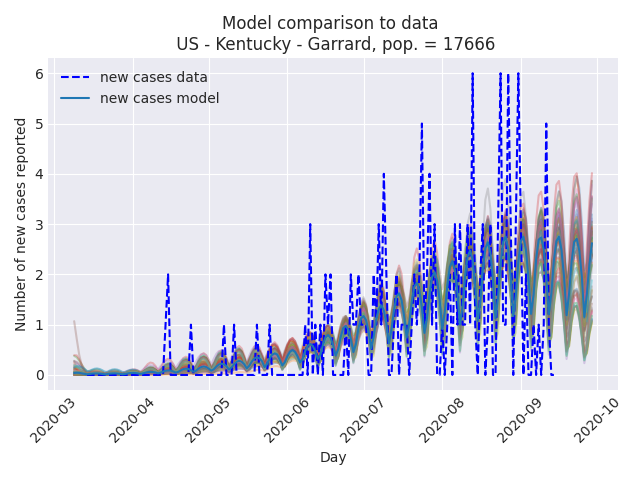 Model comparison to data
US - Kentucky - Garrard, pop. = 17666
new cases data
new cases model
Number of new cases reported
6
5
4
3
2
1
0
2020-03
2020-04
2020-05
2020-06
2020-07
2020-08
2020-09
2020-10
Day